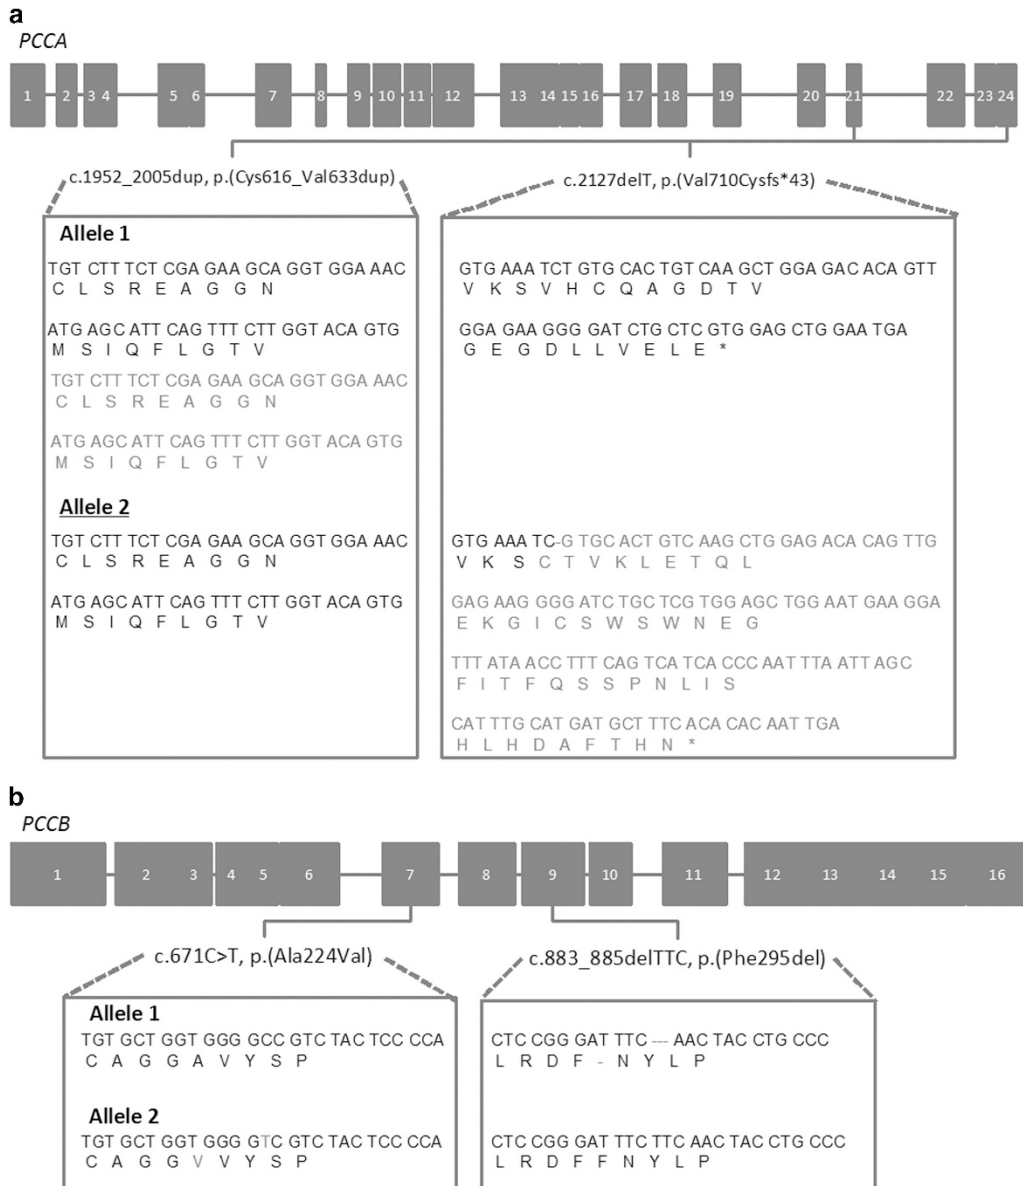 a
PCCA
1 2 3 4 5 6 7 8 9 10 11 12 13 14 15 16 17 18 19 20 21 22 23 24
c.1952_2005dup, p.(Cys616_Val633dup)
c.2127delT, p.(Val710Cysfs*43)
Allele 1
TGT CTT TCT CGA GAA GCA GGT GGA AAC
C L S R E A G G N
ATG AGC ATT CAG TTT CTT GGT ACA GTG
M S I Q F L G T V
TGT CTT TCT CGA GAA GCA GGT GGA AAC
C L S R E A G G N
ATG AGC ATT CAG TTT CTT GGT ACA GTG
M S I Q F L G T V
Allele 2
TGT CTT TCT CGA GAA GCA GGT GGA AAC
C L S R E A G G N
ATG AGC ATT CAG TTT CTT GGT ACA GTG
M S I Q F L G T V
GTG AAA TCT GTG CAC TGT CAA GCT GGA GAC ACA GTT
V K S V H C Q A G D T V
GGA GAA GGG GAT CTG CTC GTG GAG CTG GAA TGA
G E G D L L V E L E *
GTG AAA TC-G TGC ACT GTC AAG CTG GAG ACA CAG TTG
V K S C T V K L E T Q L
GAG AAG GGG ATC TGC TCG TGG AGC TGG AAT GAA GGA
E K G I C S W S W N E G
TTT ATA ACC TTT CAG TCA TCA CCC AAT TTA ATT AGC
F I T F Q S S P N L I S
CAT TTG CAT GAT GCT TTC ACA CAC AAT TGA
H L H D A F T H N *
b
PCCB
1 2 3 4 5 6 7 8 9 10 11 12 13 14 15 16
c.671C>T, p.(Ala224Val)
c.883_885delTTC, p.(Phe295del)
Allele 1
TGT GCT GGT GGG GCC GTC TAC TCC CCA
C A G G A V Y S P
Allele 2
TGT GCT GGT GGG GTC GTC TAC TCC CCA
C A G G V V Y S P
CTC CCG GGAT TTC --- AAC TAC CTG CCC
L R D F - N Y L P
CTC CCG GGAT TTC TTC AAC TAC CTG CCC
L R D F F N Y L P